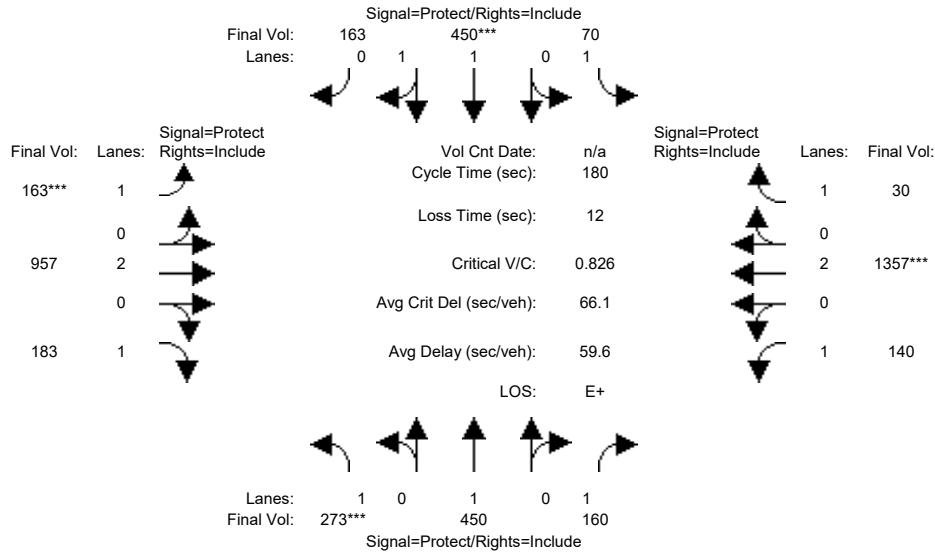 Signal=Protect/Rights=Include
Final Vol: 163 450*** 70
Lanes: 0 1 1 0 1
Signal=Protect Signal=Protect
Final Vol: Lanes: Rights=Include Vol Cnt Date: n/a Rights=Include Lanes: Final Vol:
Cycle Time (sec): 180
163*** 1 1 30
Loss Time (sec): 12
0 0
957 2 Critical V/C: 0.826 2 1357***
0 Avg Crit Del (sec/veh): 66.1 0
183 1 Avg Delay (sec/veh): 59.6 1 140
LOS: E+
Lanes: 1 0 1 0 1
Final Vol: 273*** 450 160
Signal=Protect/Rights=Include